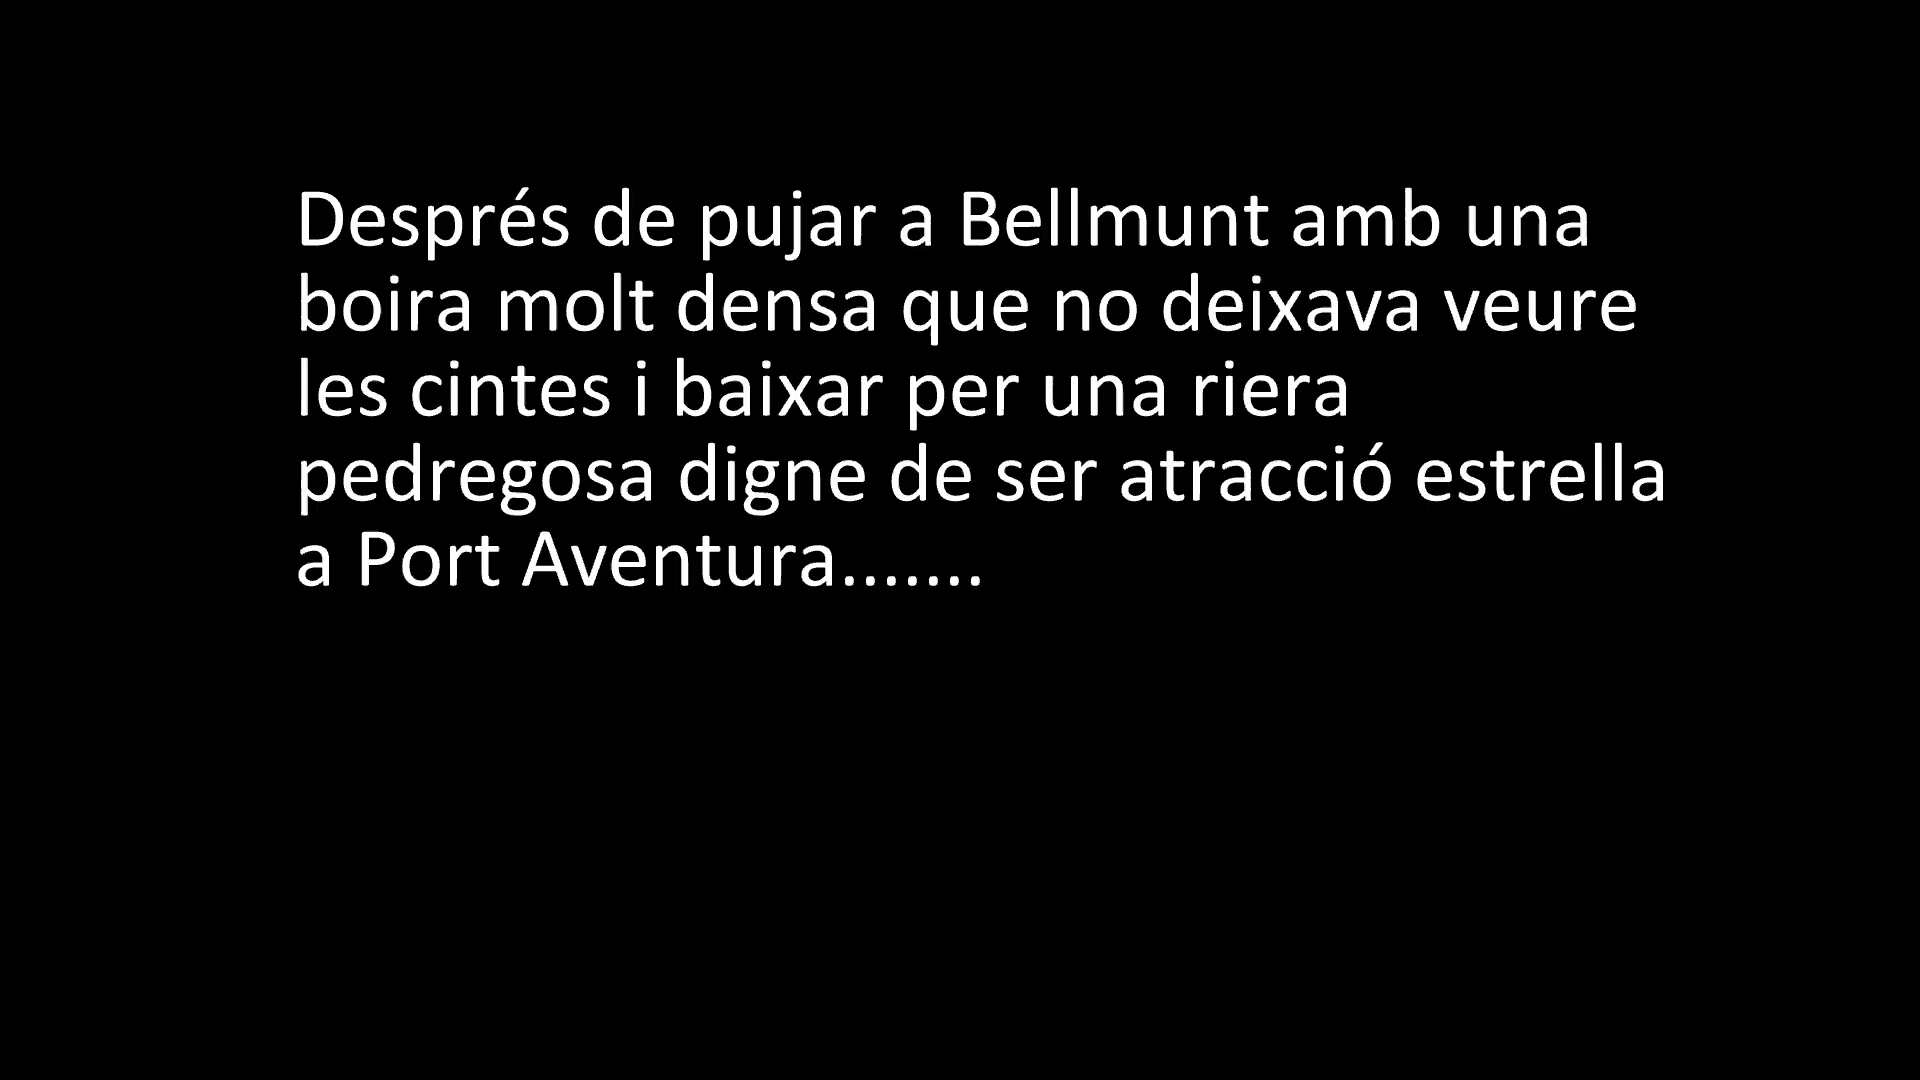 Després de pujar a Bellmunt amb una
boira molt densa que no deixava veure
les cintes i baixar per una riera
pedregosa digne de ser atracció estrella
a Port Aventura.......